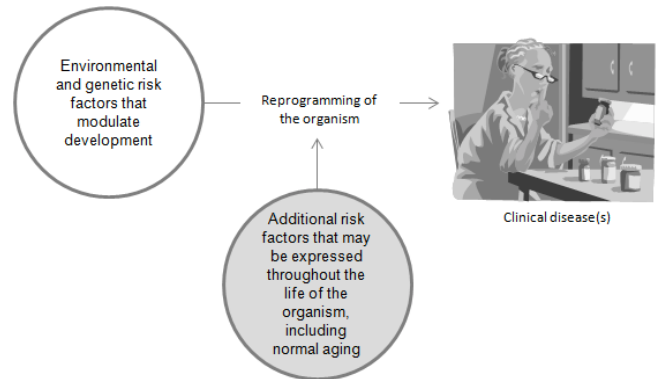 Environmental
and genetic risk
factors that
modulate
development
Reprogramming of
the organism
Clinical disease(s)
Additional risk
factors that may
be expressed
throughout the
life of the
organism,
including
normal aging